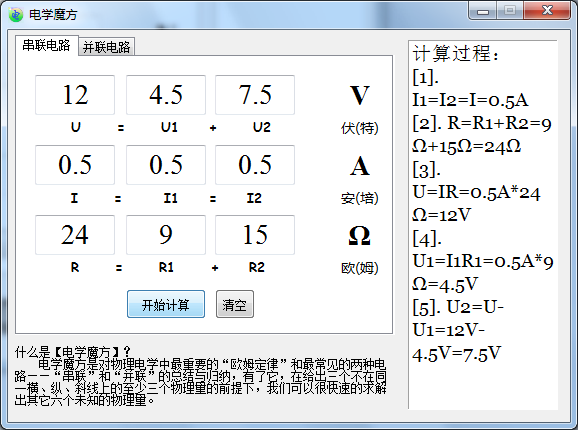 电学魔方
串联电路 并联电路
12 4.5 7.5 V
U = U1 + U2 伏(特)
0.5 0.5 0.5 A
I = I1 = I2 安(培)
24 9 15 Ω
R = R1 + R2 欧(姆)
开始计算 清空
什么是【电学魔方】?
电学魔方是对物理电学中最重要的“欧姆定律”和最常见的两种电
路--“串联”和“并联”的总结与归纳，有了它，在给出三个不在同
一横、纵、斜线上的至少三个物理量的前提下，我们可以很快速的求解
出其它六个未知的物理量。
计算过程：
[1].
I1=I2=I=0.5A
[2]. R=R1+R2=9
Ω+15Ω=24Ω
[3].
U=IR=0.5A*24
Ω=12V
[4].
U1=I1R1=0.5A*9
Ω=4.5V
[5]. U2=U-
U1=12V-
4.5V=7.5V